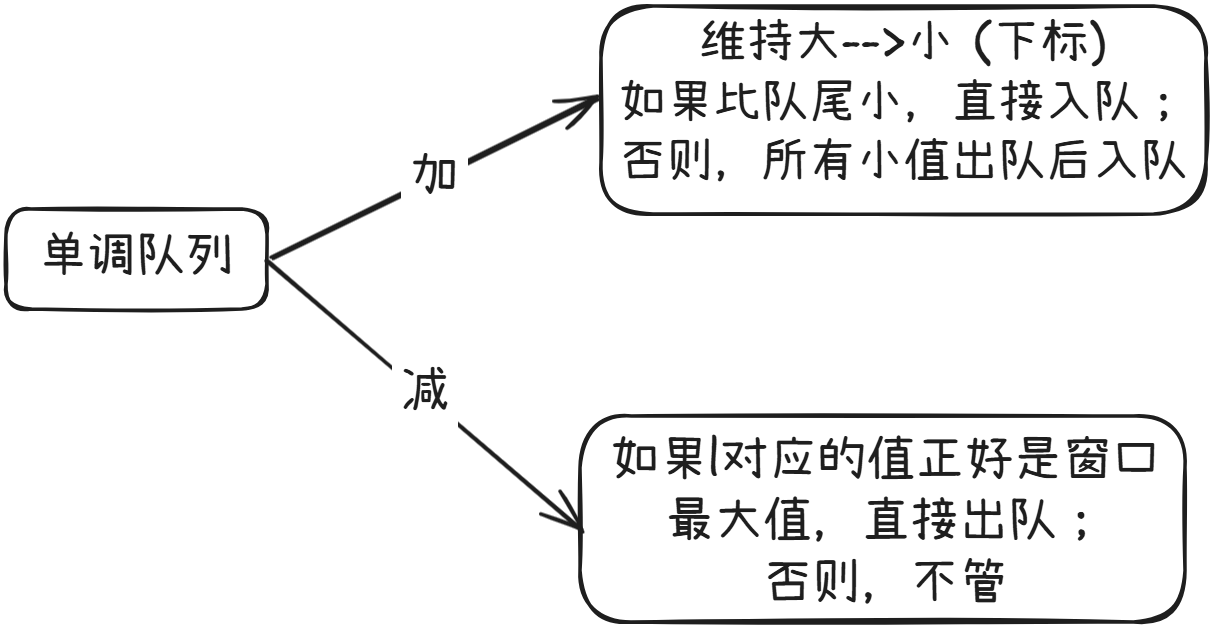 维持大-->小（下标)
如果比队尾小，直接入队；
否则，所有小值出队后入队
加
单调队列
减
如果l对应的值正好是窗口
最大值，直接出队；
否则，不管